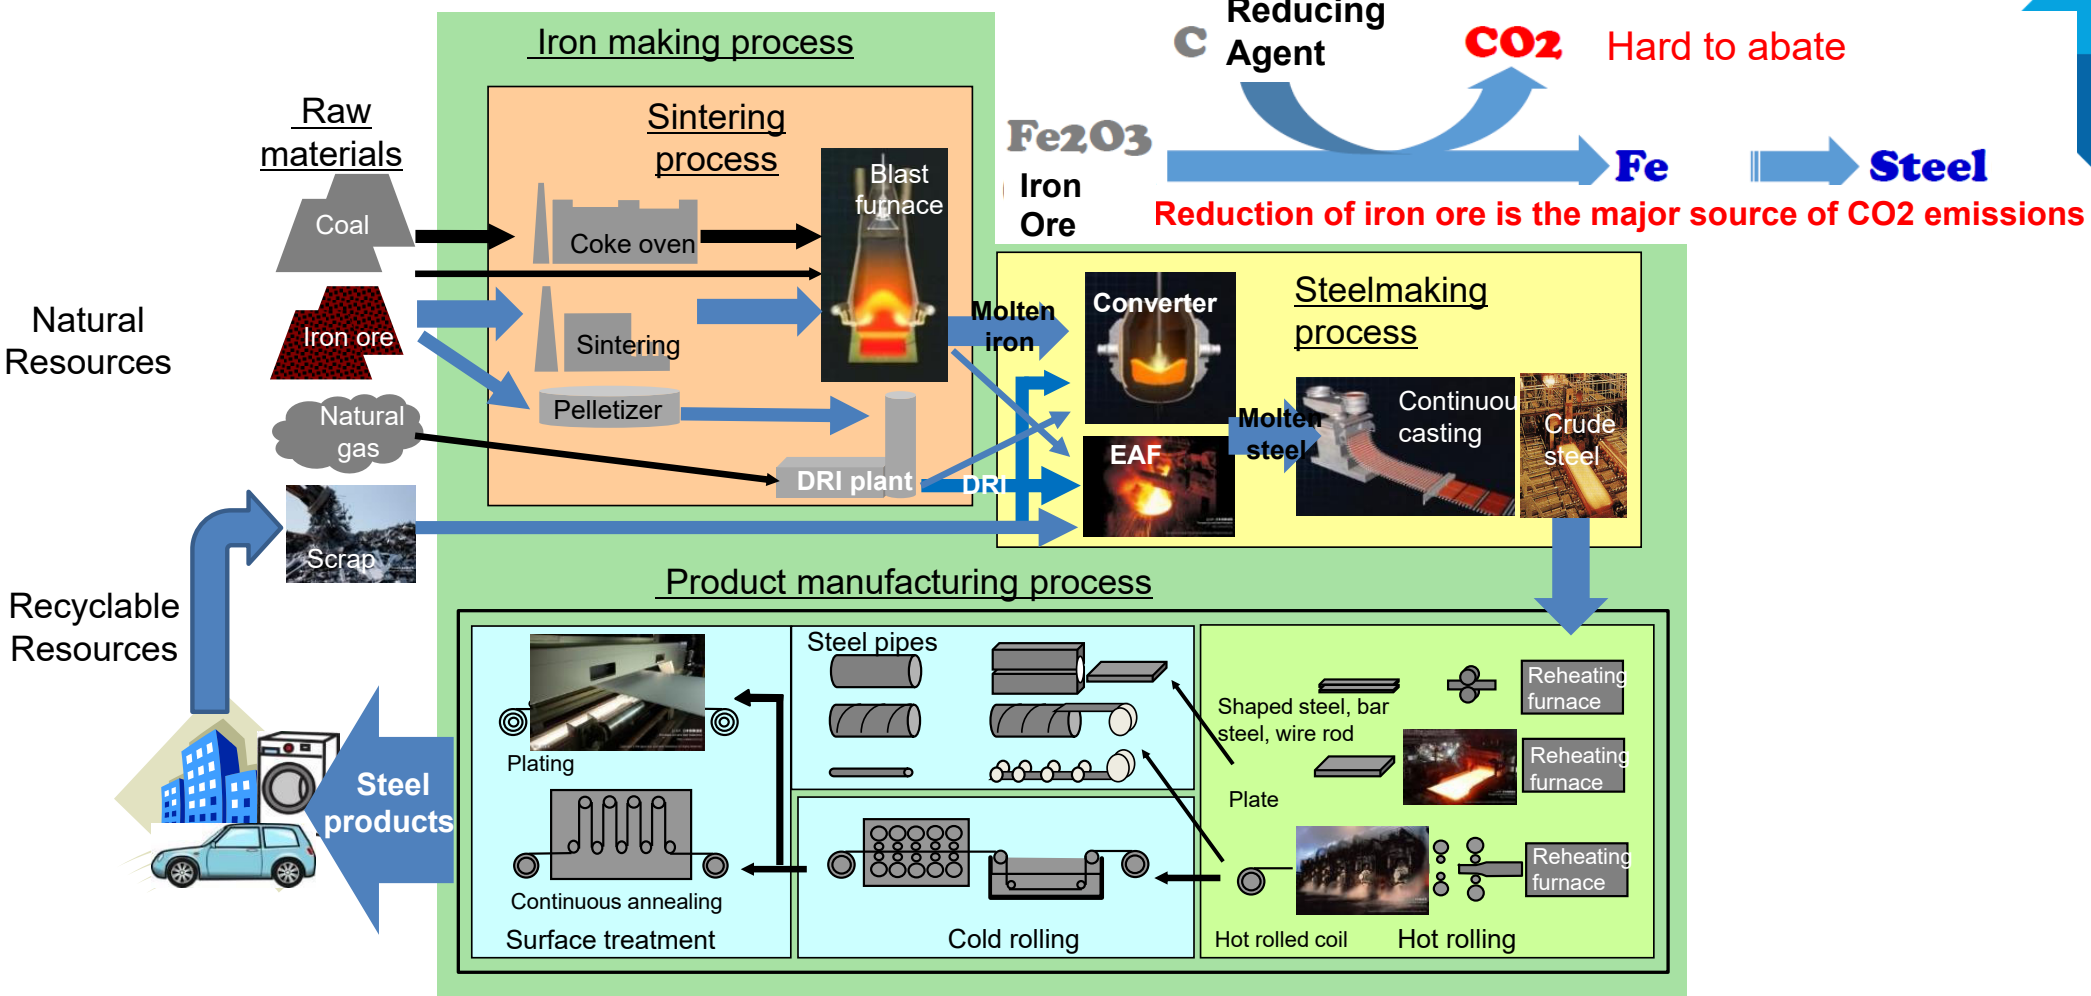 Iron making process
Reducing
Agent
C
CO2
Hard to abate
Fe2O3
Iron
Ore
Fe
Steel
Reduction of iron ore is the major source of CO2 emissions
Raw
materials
Sintering
process
Coal
Coke oven
Blast
furnace
Natural
Resources
Iron ore
Sintering
Pelletizer
Natural
gas
DRI plant
DRI
Scrap
Molten
iron
Converter
EAF
Steelmaking
process
Molten
steel
Continuou
casting
Crude
steel
Recyclable
Resources
Product manufacturing process
Steel
products
Plating
Continuous annealing
Surface treatment
Steel pipes
Cold rolling
Shaped steel, bar
steel, wire rod
Plate
Hot rolled coil
Hot rolling
Reheating
furnace
Reheating
furnace
Reheating
furnace